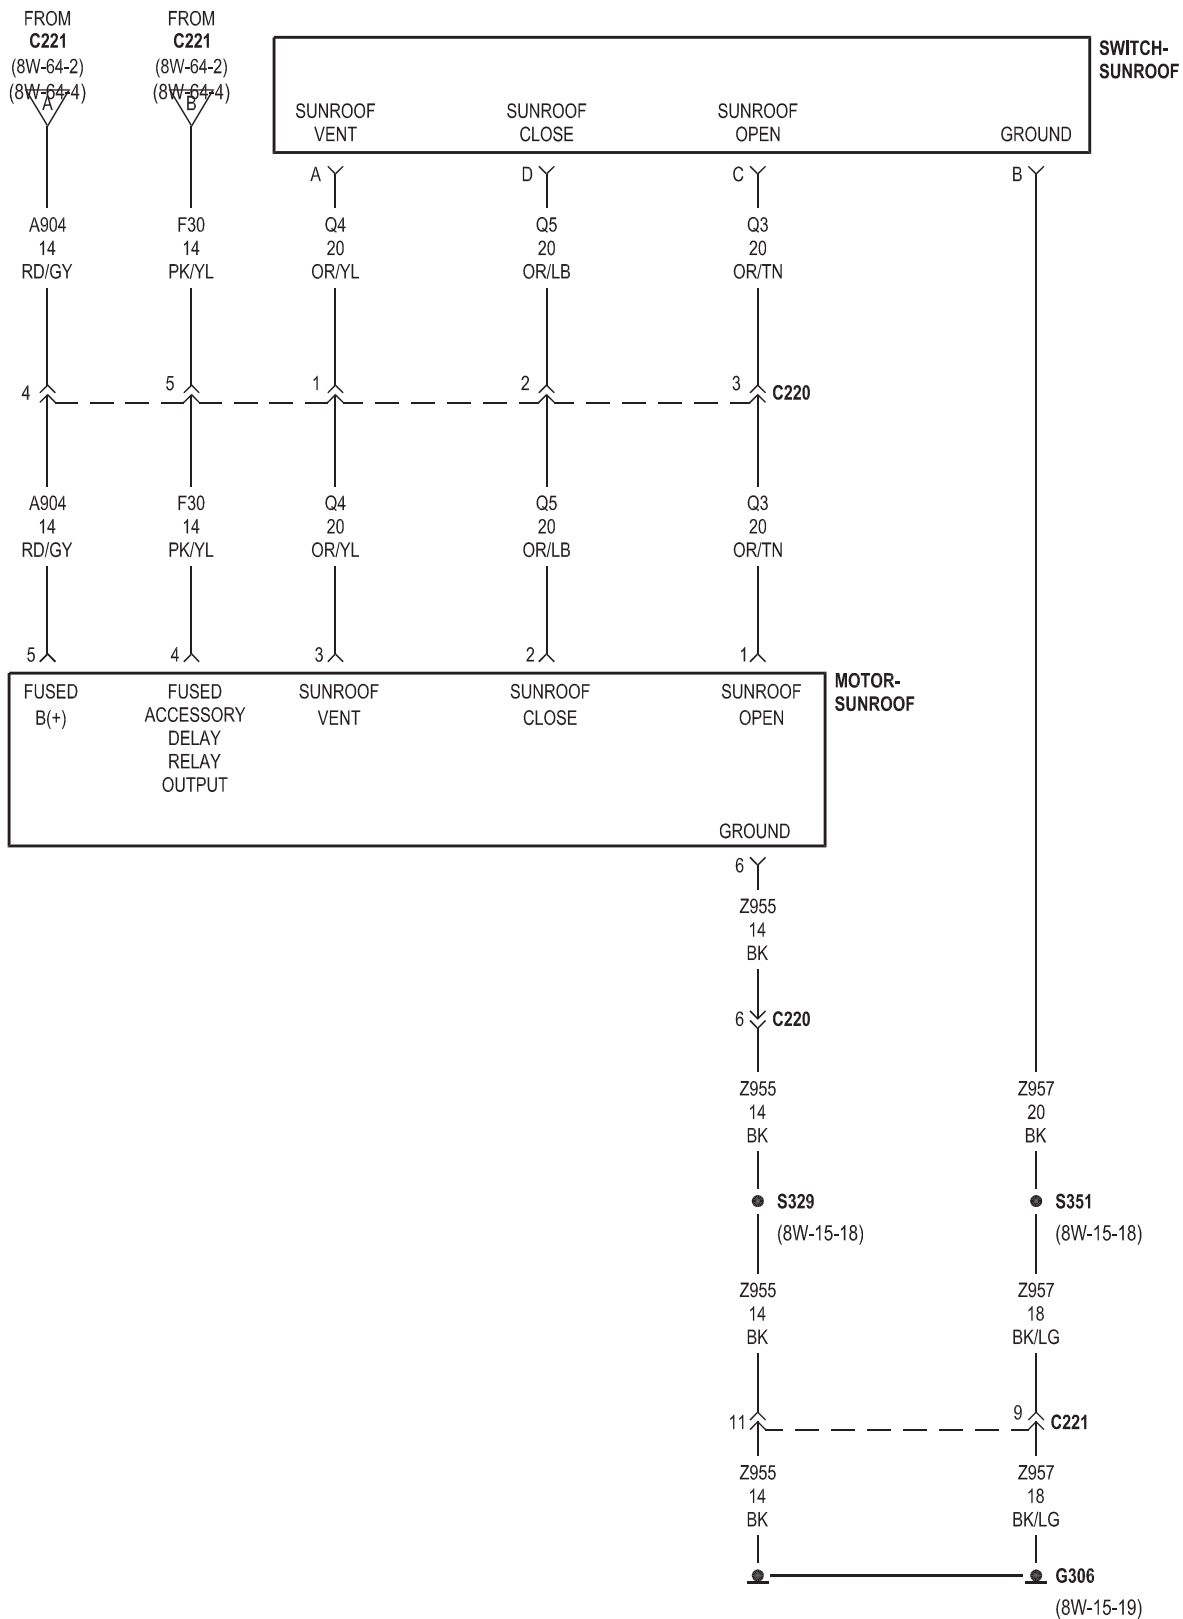 FROM
C221
(8W-64-2)
(8W-64-4)
A
FROM
C221
(8W-64-2)
(8W-64-4)
B
SWITCH-
SUNROOF
SUNROOF
VENT
SUNROOF
CLOSE
SUNROOF
OPEN
GROUND
A
D
C
B
A904
14
RD/GY
F30
14
PK/YL
Q4
20
OR/YL
Q5
20
OR/LB
Q3
20
OR/TN
4
5
1
2
3
C220
A904
14
RD/GY
F30
14
PK/YL
Q4
20
OR/YL
Q5
20
OR/LB
Q3
20
OR/TN
5
4
3
2
1
MOTOR-
SUNROOF
FUSED
B(+)
FUSED
ACCESSORY
DELAY
RELAY
OUTPUT
SUNROOF
VENT
SUNROOF
CLOSE
SUNROOF
OPEN
GROUND
6
Z955
14
BK
6
C220
Z955
14
BK
Z957
20
BK
S329
(8W-15-18)
S351
(8W-15-18)
Z955
14
BK
Z957
18
BK/LG
11
9
C221
Z955
14
BK
Z957
18
BK/LG
G306
(8W-15-19)